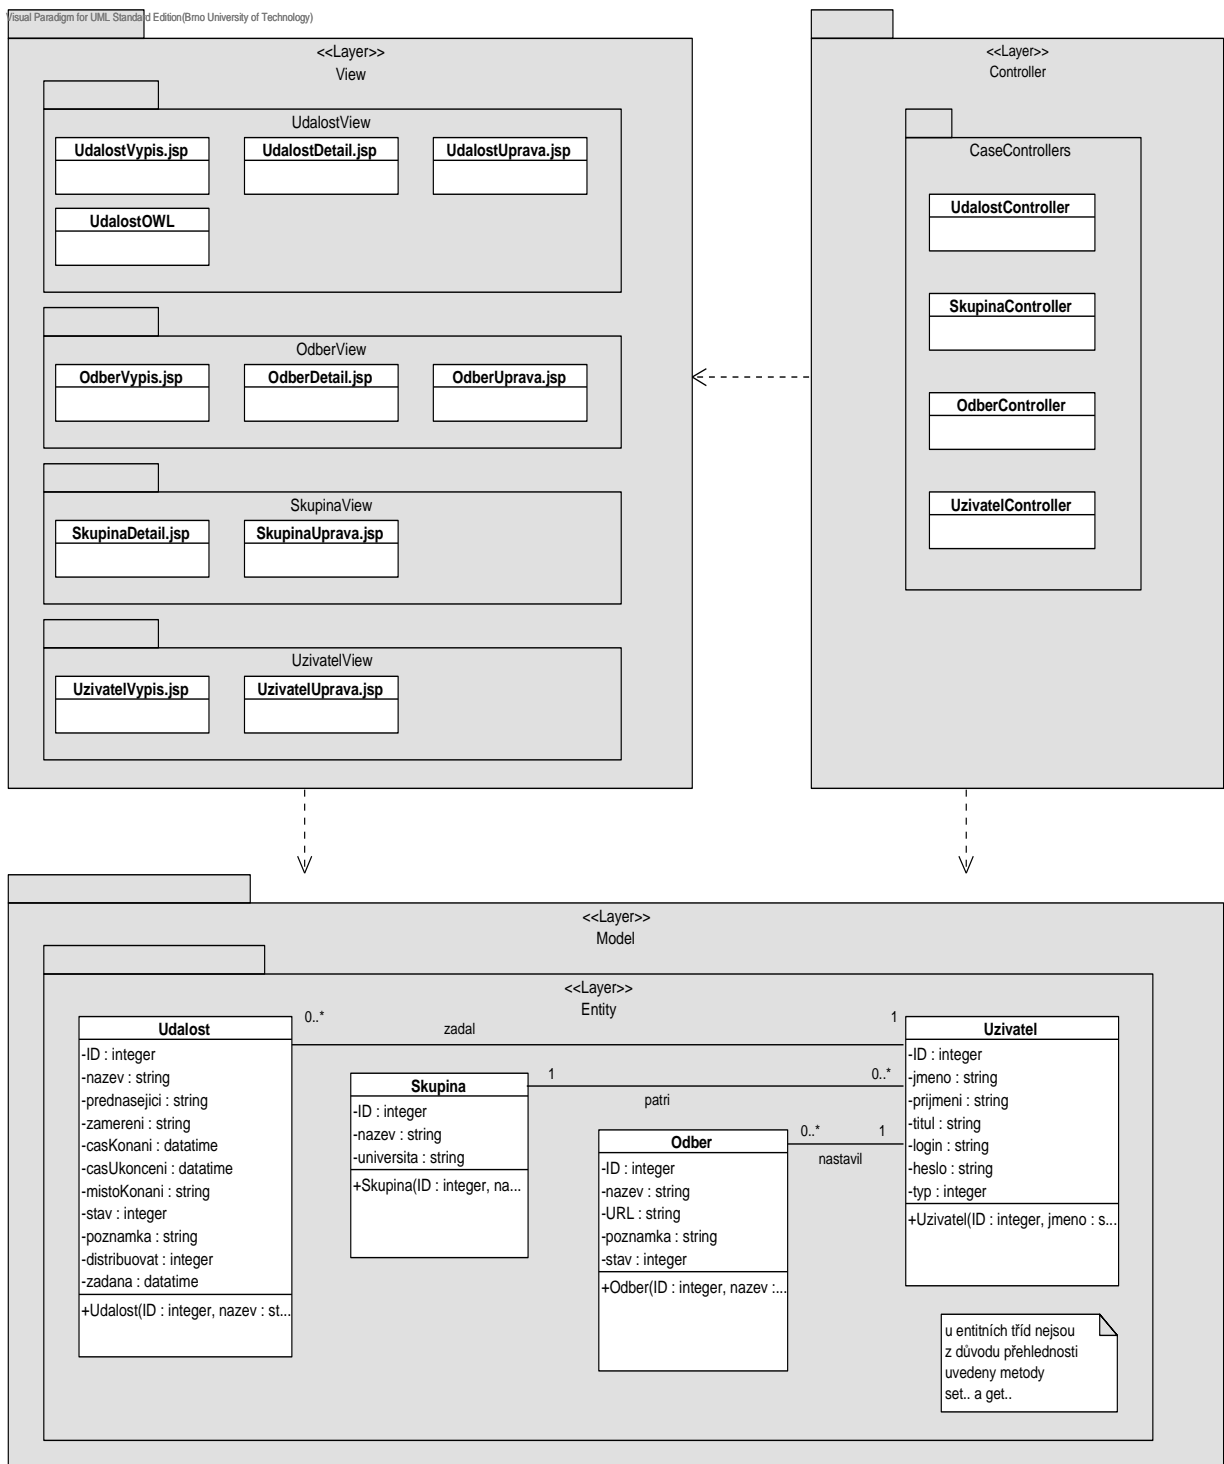 Visual Paradigm for UML Standard Edition(Brno University of Technology)
<<Layer>>
View
UdalostView
UdalostVypis.jsp
UdalostDetail.jsp
UdalostUprava.jsp
UdalostOWL
OdberView
OdberVypis.jsp
OdberDetail.jsp
OdberUprava.jsp
SkupinaView
SkupinaDetail.jsp
SkupinaUprava.jsp
UzivatelView
UzivatelVypis.jsp
UzivatelUprava.jsp
<<Layer>>
Controller
CaseControllers
UdalostController
SkupinaController
OdberController
UzivatelController
<<Layer>>
Model
<<Layer>>
Entity
0..*
zadal
1
Udalost
-ID : integer
-nazev : string
-prednasejici : string
-zamereni : string
-casKonani : datatime
-casUkonceni : datatime
-mistoKonani : string
-stav : integer
-poznamka : string
-distribuovat : integer
-zadana : datatime
+Udalost(ID : integer, nazev : st...
Skupina
-ID : integer
-nazev : string
-universita : string
+Skupina(ID : integer, na...
1
patri
0..*
Odber
-ID : integer
-nazev : string
-URL : string
-poznamka : string
-stav : integer
+Odber(ID : integer, nazev :...
0..*
nastavil
1
Uzivatel
-ID : integer
-jmeno : string
-prijmeni : string
-titul : string
-login : string
-heslo : string
-typ : integer
+Uzivatel(ID : integer, jmeno : s...
u entitních tříd nejsou
z důvodu přehlednosti
uvedeny metody
set.. a get..